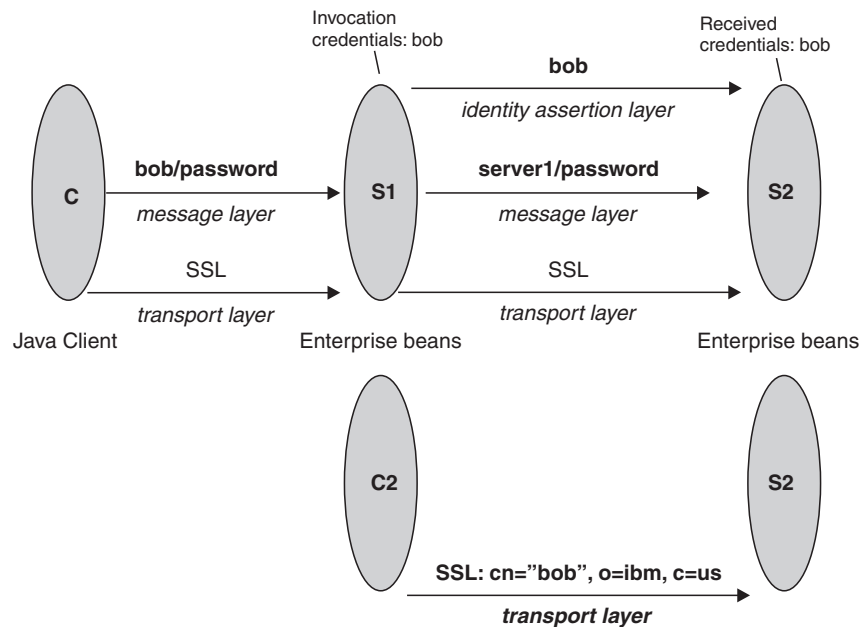 Invocation
credentials: bob
Received
credentials: bob
bob
identity assertion layer
C
bob/password
message layer
S1
server1/password
message layer
S2
SSL
transport layer
SSL
transport layer
Java Client
Enterprise beans
Enterprise beans
C2
S2
SSL: cn=”bob”, o=ibm, c=us
transport layer